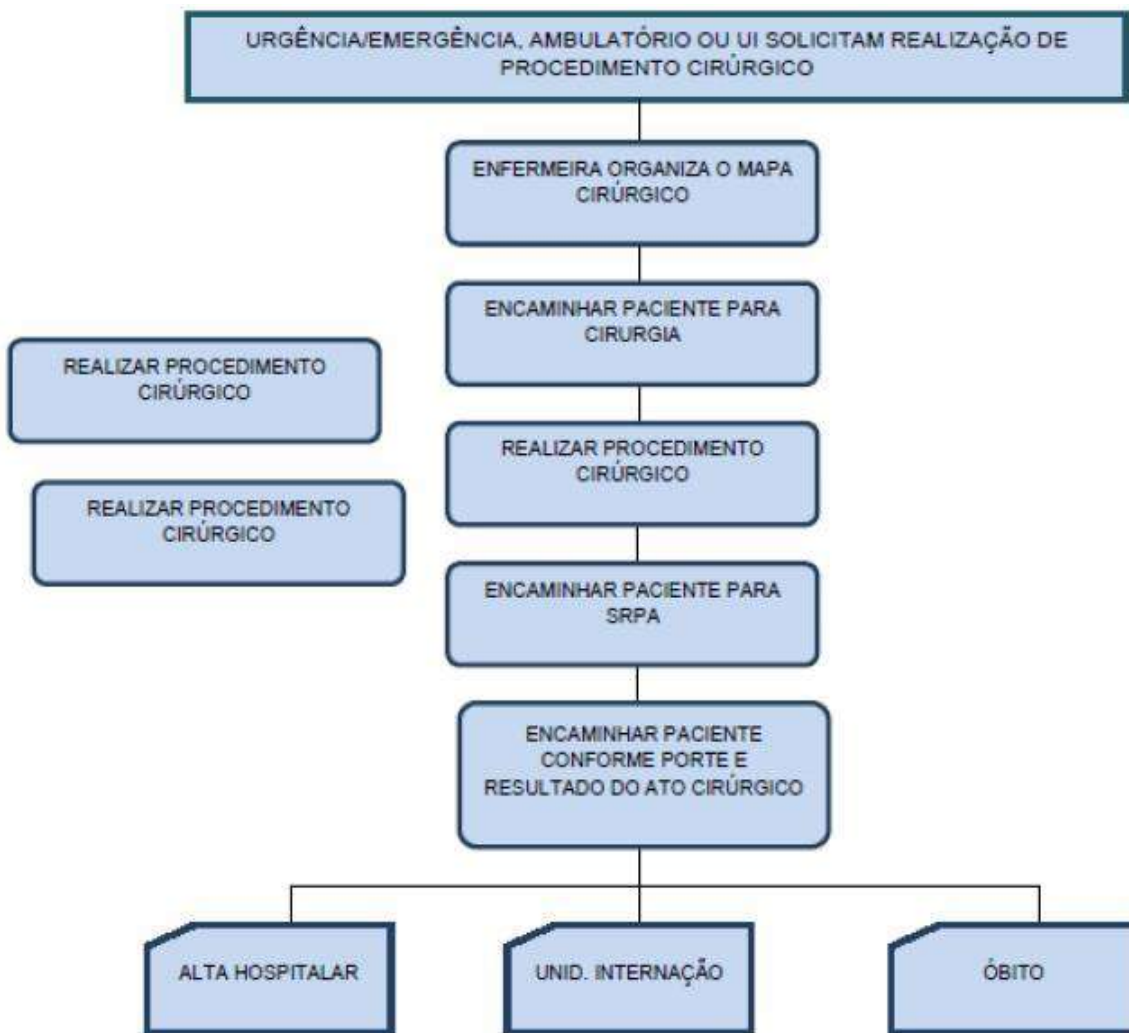 URGÊNCIA/EMERGÊNCIA, AMBULATÓRIO OU UI SOLICITAM REALIZAÇÃO DE
PROCEDIMENTO CIRÚRGICO
ENFERMEIRA ORGANIZA O MAPA
CIRÚRGICO
ENCAMINHAR PACIENTE PARA
CIRURGIA
REALIZAR PROCEDIMENTO
CIRÚRGICO
REALIZAR PROCEDIMENTO
CIRÚRGICO
REALIZAR PROCEDIMENTO
CIRÚRGICO
ENCAMINHAR PACIENTE PARA
SRPA
ENCAMINHAR PACIENTE
CONFORME PORTE E
RESULTADO DO ATO CIRÚRGICO
ALTA HOSPITALAR
UNID. INTERNAÇÃO
ÓBITO